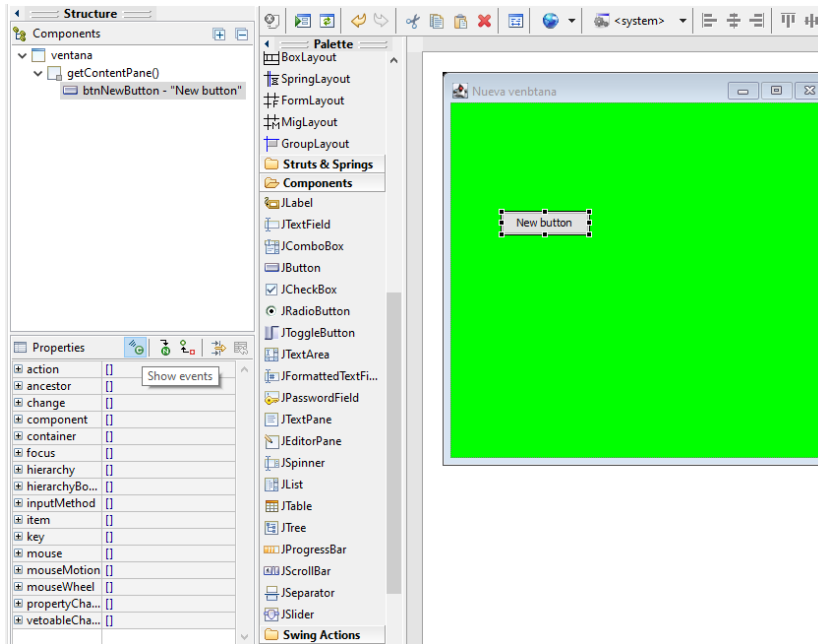 Structure
Components
ventana
getContentPane()
btnNewButton - "New button"
Properties
Show events
action []
ancestor []
change []
component []
container []
focus []
hierarchy []
hierarchyBo... []
inputMethod []
item []
key []
mouse []
mouseMotion []
mouseWheel []
propertyCha... []
vetoableCha... []
<system>
Palette
BoxLayout
SpringLayout
FormLayout
MigLayout
GroupLayout
Struts & Springs
Components
JLabel
JTextField
JComboBox
JButton
JCheckBox
JRadioButton
JToggleButton
JTextArea
JFormattedTextFi...
JPasswordField
JTextPane
JEditorPane
JSpinner
JList
JTable
JTree
JProgressBar
JScrollBar
JSeparator
JSlider
Swing Actions
Nueva venbtana
New button